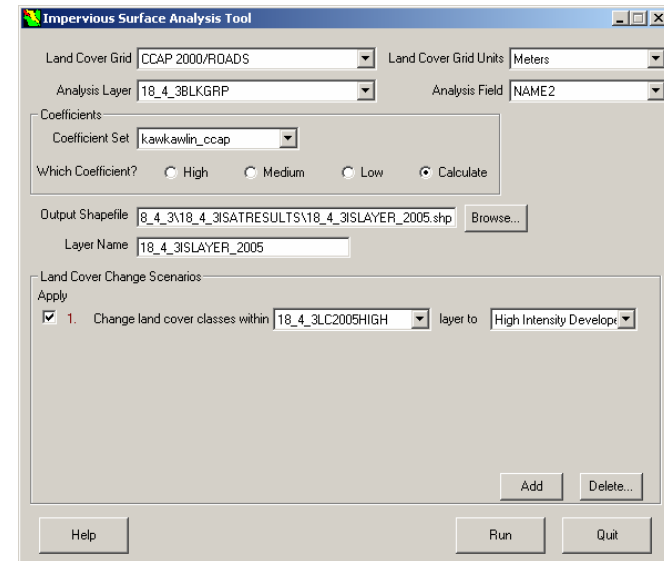 Impervious Surface Analysis Tool
Land Cover Grid CCAP 2000/ROADS Land Cover Grid Units Meters
Analysis Layer 18_4_3BLKGRP Analysis Field NAME2
Coefficients
Coefficient Set kawkawlin_ccap
Which Coefficient? High Medium Low Calculate
Output Shapefile 8_4_3\18_4_3ISATRESULTS\18_4_3ISLAYER_2005.shp Browse...
Layer Name 18_4_3ISLAYER_2005
Land Cover Change Scenarios
Apply
1. Change land cover classes within 18_4_3LC2005HIGH layer to High Intensity Develope
Add Delete...
Help Run Quit